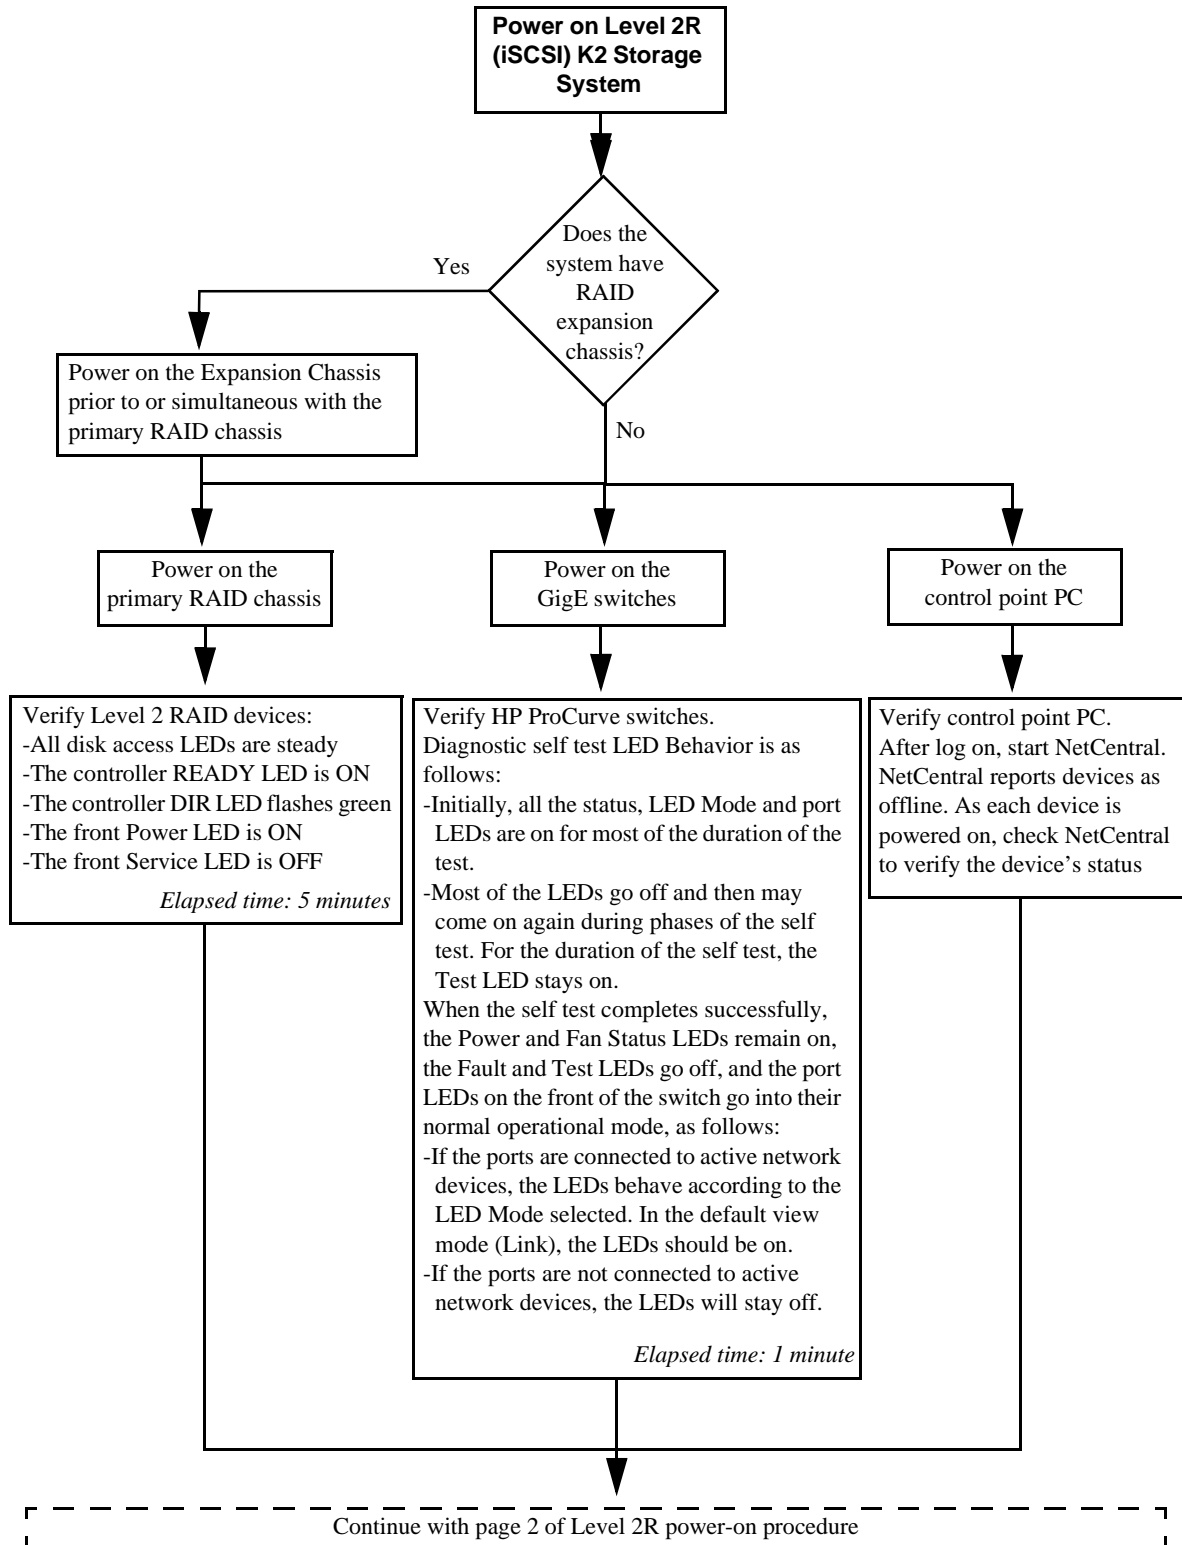 Power on Level 2R
(iSCSI) K2 Storage
System
Does the
system have
RAID
expansion
chassis?
Yes
Power on the Expansion Chassis
prior to or simultaneous with the
primary RAID chassis
No
Power on the
primary RAID chassis
Power on the
GigE switches
Power on the
control point PC
Verify Level 2 RAID devices:
-All disk access LEDs are steady
-The controller READY LED is ON
-The controller DIR LED flashes green
-The front Power LED is ON
-The front Service LED is OFF
Elapsed time: 5 minutes
Verify HP ProCurve switches.
Diagnostic self test LED Behavior is as
follows:
-Initially, all the status, LED Mode and port
LEDs are on for most of the duration of the
test.
-Most of the LEDs go off and then may
come on again during phases of the self
test. For the duration of the self test, the
Test LED stays on.
When the self test completes successfully,
the Power and Fan Status LEDs remain on,
the Fault and Test LEDs go off, and the port
LEDs on the front of the switch go into their
normal operational mode, as follows:
-If the ports are connected to active network
devices, the LEDs behave according to the
LED Mode selected. In the default view
mode (Link), the LEDs should be on.
-If the ports are not connected to active
network devices, the LEDs will stay off.
Elapsed time: 1 minute
Verify control point PC.
After log on, start NetCentral.
NetCentral reports devices as
offline. As each device is
powered on, check NetCentral
to verify the device’s status
Continue with page 2 of Level 2R power-on procedure